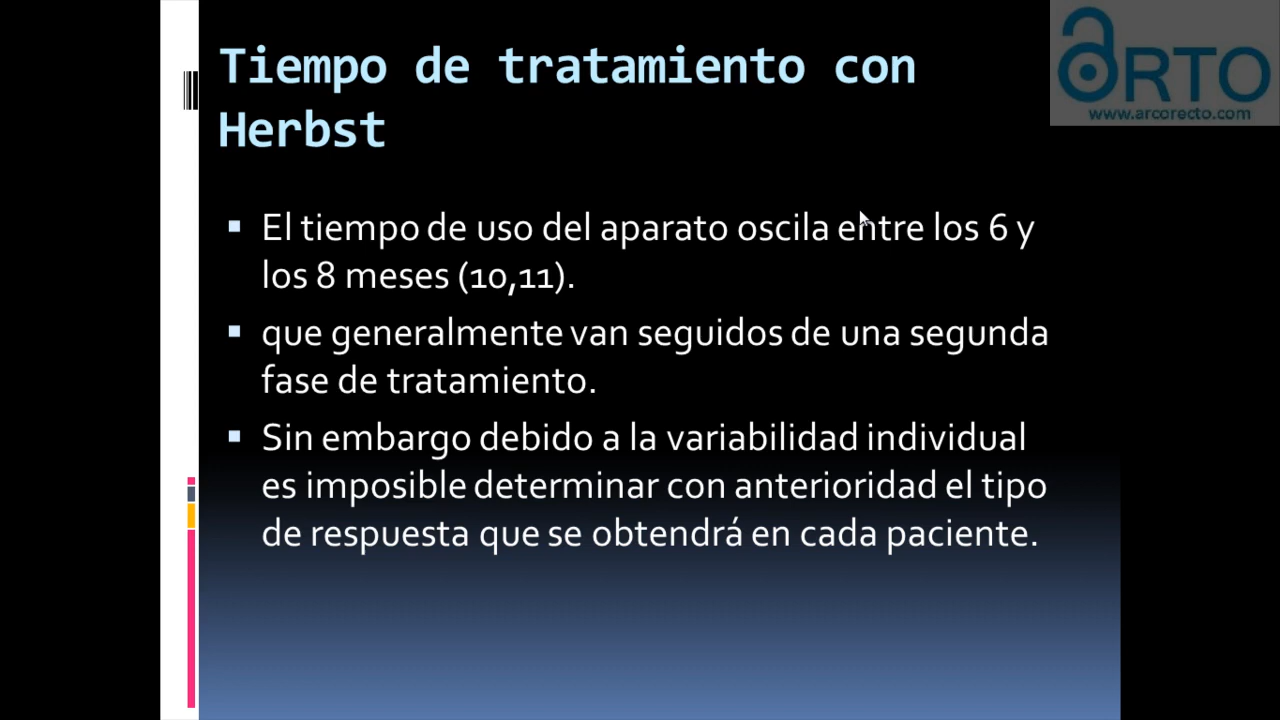 Tiempo de tratamiento con
Herbst
El tiempo de uso del aparato oscila entre los 6 y
los 8 meses (10,11).
que generalmente van seguidos de una segunda
fase de tratamiento.
Sin embargo debido a la variabilidad individual
es imposible determinar con anterioridad el tipo
de respuesta que se obtendrá en cada paciente.
aRTO
www.arcorecto.com